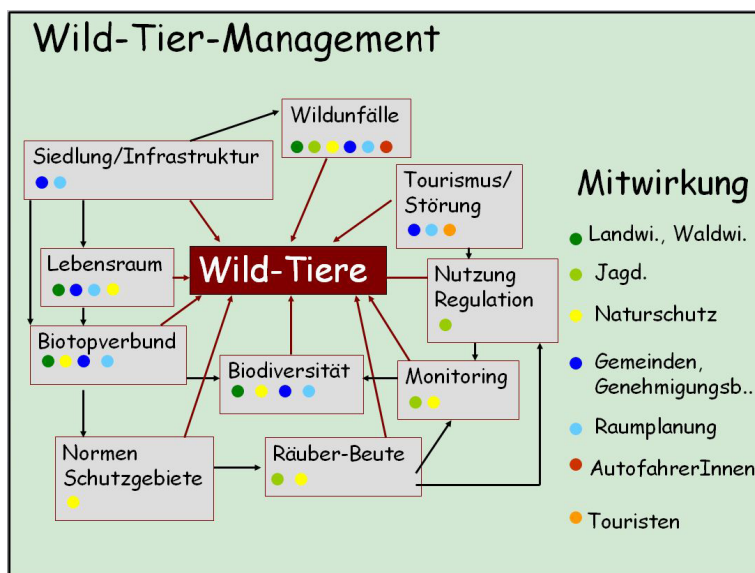 Wild-Tier-Management
Wildunfälle
Siedlung/Infrastruktur
Tourismus/
Störung
Mitwirkung
Landwi., Waldwi.
Jagd.
Naturschutz
Gemeinden,
Genehmigungsb..
Raumplanung
AutofahrerInnen
Touristen
Lebensraum
Wild-Tiere
Nutzung
Regulation
Biotopverbund
Biodiversität
Monitoring
Normen
Schutzgebiete
Räuber-Beute